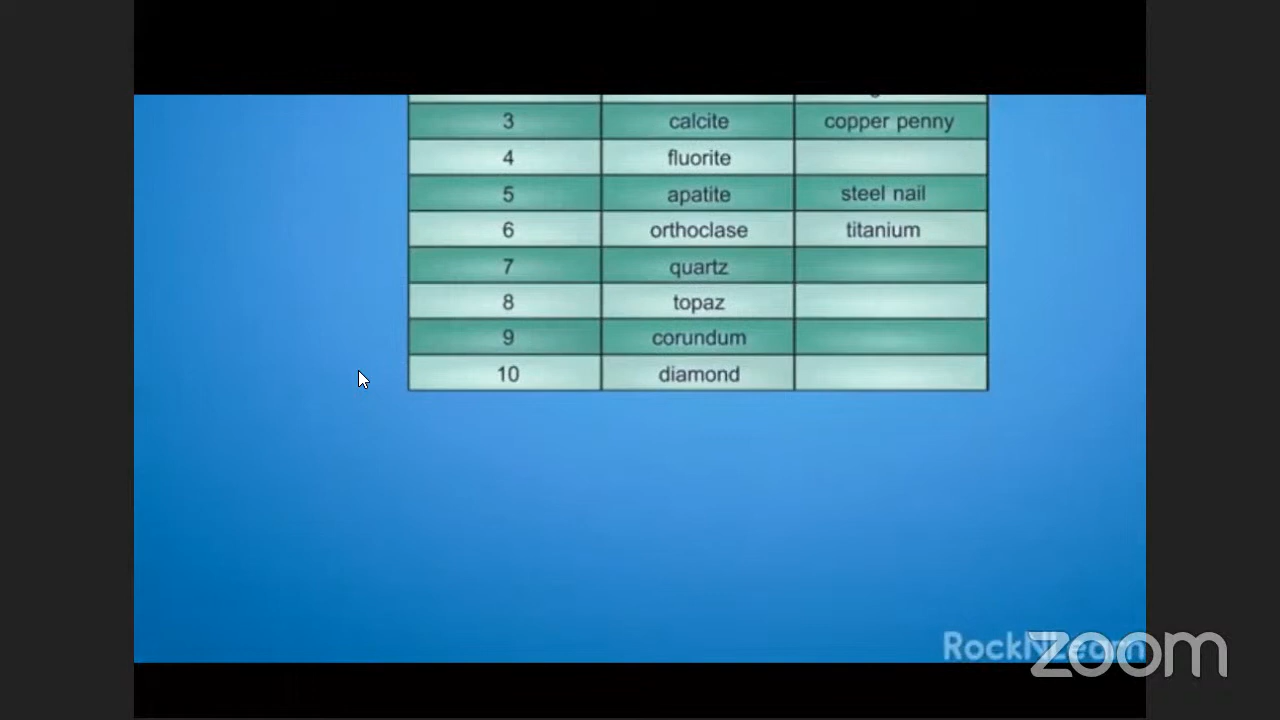 3 calcite copper penny
4 fluorite
5 apatite steel nail
6 orthoclase titanium
7 quartz
8 topaz
9 corundum
10 diamond
RockNLearn
zoom